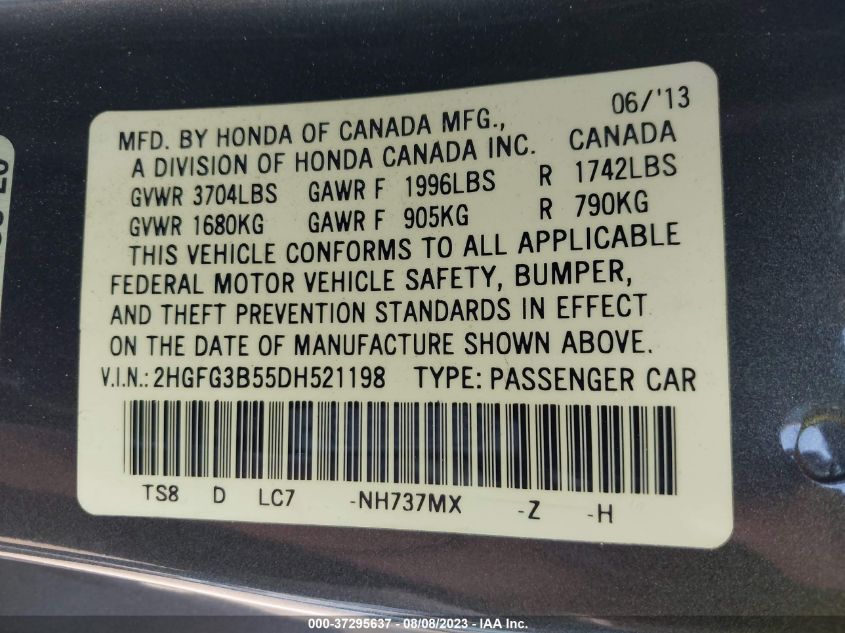 06/'13
MFD. BY HONDA OF CANADA MFG.,
A DIVISION OF HONDA CANADA INC. CANADA
GVWR 3704LBS GAWR F 1996LBS R 1742LBS
GVWR 1680KG GAWR F 905KG R 790KG
THIS VEHICLE CONFORMS TO ALL APPLICABLE
FEDERAL MOTOR VEHICLE SAFETY, BUMPER,
AND THEFT PREVENTION STANDARDS IN EFFECT
ON THE DATE OF MANUFACTURE SHOWN ABOVE.
V.I.N.: 2HGFG3B55DH521198 TYPE: PASSENGER CAR
TS8 D LC7 -NH737MX -Z -H
000-37295637 - 08/08/2023 - IAA Inc.